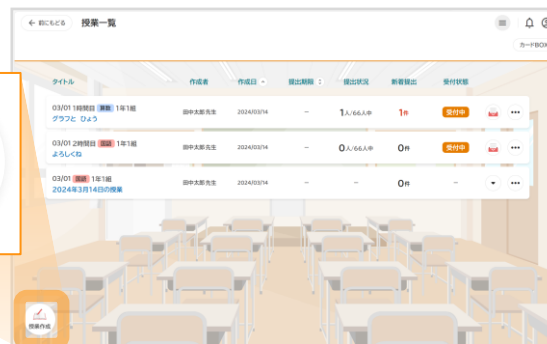 ← 前にもどる 授業一覧
カードBOX
タイトル 作成者 作成日 提出期限 提出状況 新着提出 受付状態
03/01 1時間目 算数 1年1組
グラフと ひょう
田中太郎先生 2024/03/14 － 1人/66人中 1件 受付中
03/01 2時間目 国語 1年1組
よろしくね
田中太郎先生 2024/03/14 － 0人/66人中 0件 受付中
03/01 国語 1年1組
2024年3月14日の授業
田中太郎先生 2024/03/14 － － 0件 －
授業作成